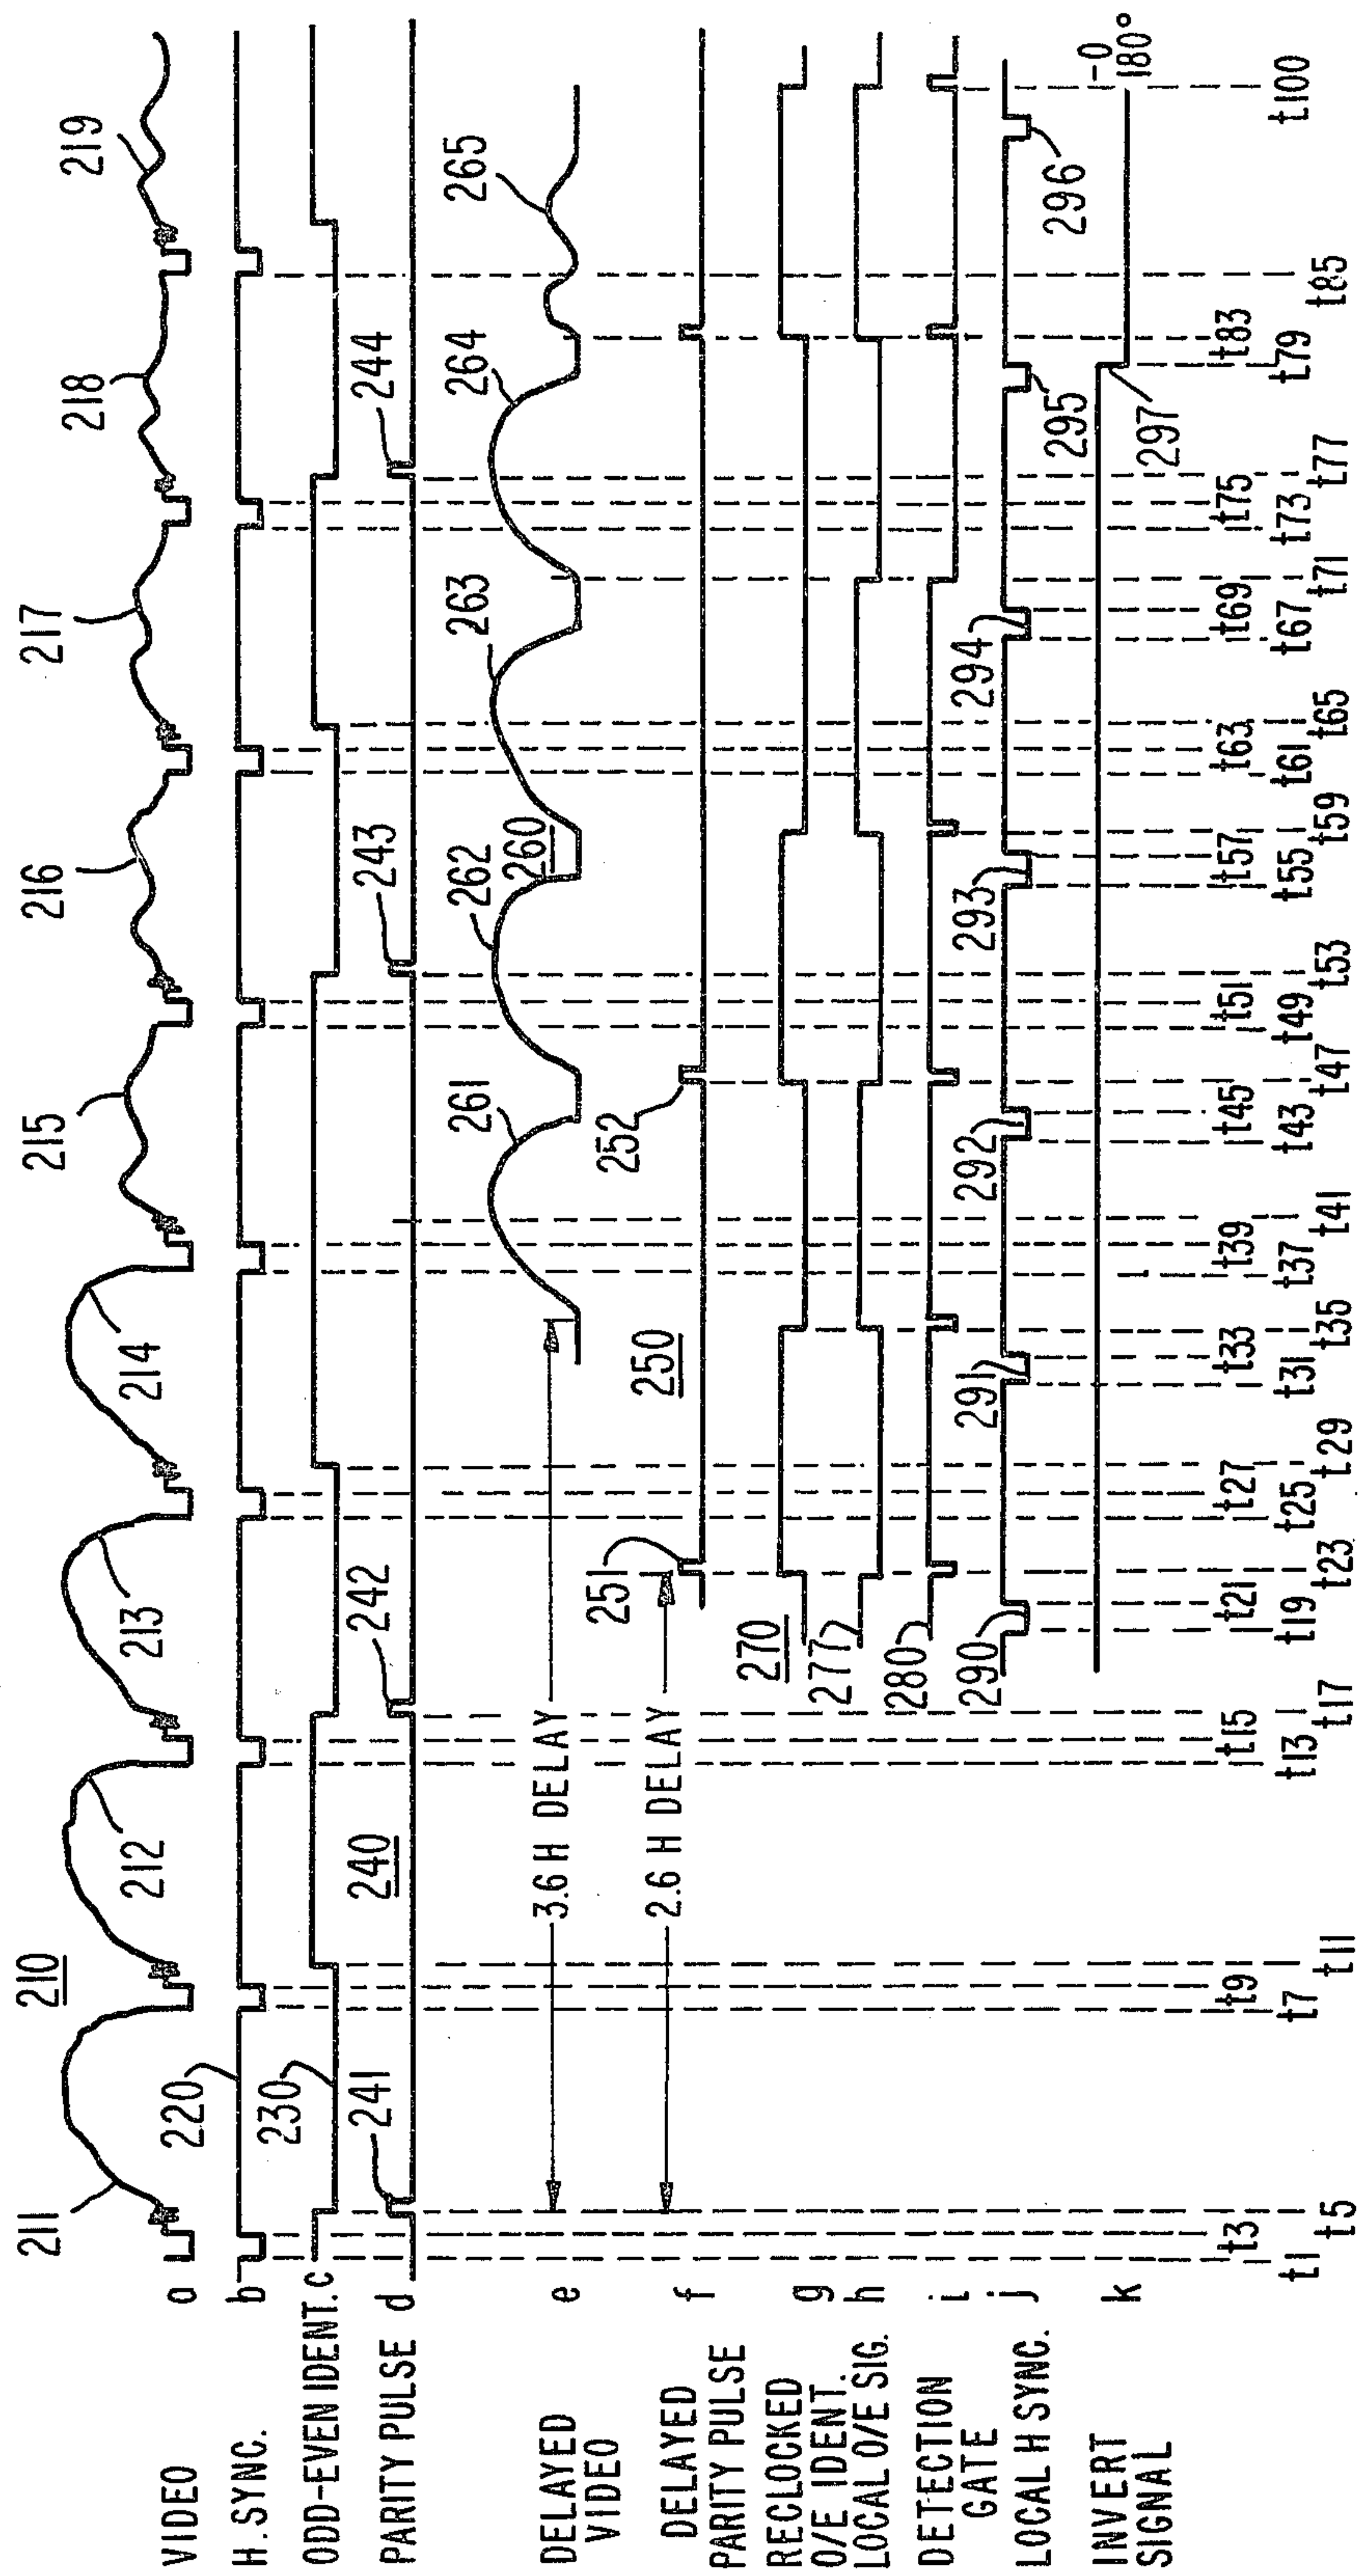 VIDEO a
210
211
212
213
214
215
216
217
218
219
H. SYNC. b
220
ODD-EVEN IDENT. c
230
PARITY PULSE d
240
241
242
243
244
DELAYED
VIDEO
e
3.6 H DELAY
260
261
262
263
264
265
DELAYED
PARITY PULSE
f
2.6 H DELAY
250
251
252
RECLOCKED
O/E IDENT.
g
270
LOCAL O/E SIG. h
277
DETECTION
GATE
i
280
LOCAL H SYNC. j
290
291
292
293
294
295
296
INVERT
SIGNAL
k
297
-0
180°
t3 t9 t15 t21 t27 t33 t39 t45 t51 t57 t63 t69 t75 t83
t1 t7 t13 t19 t25 t31 t37 t43 t49 t55 t61 t67 t73 t79 t100
t5 t11 t17 t23 t29 t35 t41 t47 t53 t59 t65 t71 t77 t85